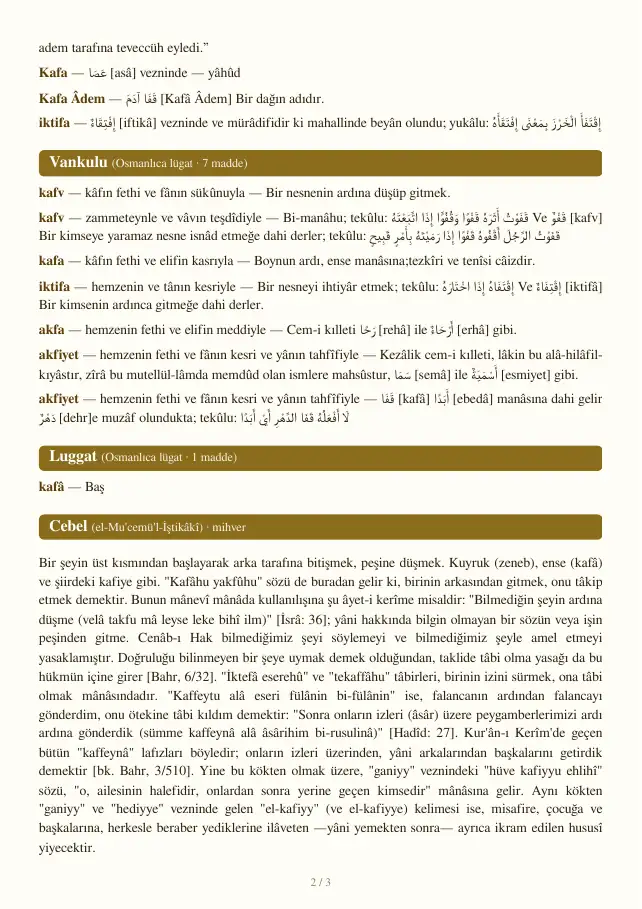 adem tarafına teveccüh eyledi.”
Kafa — عَصَا [asâ] vezninde — yâhûd
Kafa Âdem — قَفَا آدَمَ [Kafâ Âdem] Bir dağın adıdır.
iktifa — إِفْتِقَاءْ [iftikâ] vezninde ve mürâdifidir ki mahallinde beyân olundu; yukâlu: إِقْتَفَأَ الْخَرْزَ بِمَعْنَى إِفْتَقَأَهُ
Vankulu (Osmanlıca lügat · 7 madde)
kafv — kâfın fethi ve fânın sükûnuyla — Bir nesnenin ardına düşüp gitmek.
kafv — zammeteynle ve vâvın teşdîdiyle — Bi-manâhu; tekûlu: قَفَوْتُ أَثَرَهُ قَفْوًا وَقُفُوًّا إِذَا اتَّبَعْتَهُ Ve قَفْوٌ [kafv]
Bir kimseye yaramaz nesne isnâd etmeğe dahi derler; tekûlu: قَفَوْتُ الرَّجُلَ أَقْفُوهُ قَفْوًا إِذَا رَمَيْتَهُ بِأَمْرٍ قَبِيحٍ
kafa — kâfın fethi ve elifin kasrıyla — Boynun ardı, ense manâsına;tezkîri ve tenîsi câizdir.
iktifa — hemzenin ve tânın kesriyle — Bir nesneyi ihtiyâr etmek; tekûlu: إِقْتَفَاهُ إِذَا اخْتَارَهُ Ve إِقْتِفَاءْ [iktifâ]
Bir kimsenin ardınca gitmeğe dahi derler.
akfa — hemzenin fethi ve elifin meddiyle — Cem-i kılleti رَحَا [rehâ] ile أَرْحَاءْ [erhâ] gibi.
akfiyet — hemzenin fethi ve fânın kesri ve yânın tahfîfiyle — Kezâlik cem-i kılleti, lâkin bu alâ-hilâfil-
kıyâstır, zîrâ bu mutellül-lâmda memdûd olan ismlere mahsûstur, سَمَا [semâ] ile أَسْمِيَةْ [esmiyet] gibi.
akfiyet — hemzenin fethi ve fânın kesri ve yânın tahfîfiyle — قَفَا [kafâ] أَبَدًا [ebedâ] manâsına dahi gelir
دَهْرْ [dehr]e muzâf olundukta; tekûlu: لَا أَفْعَلُهُ قَفَا الدَّهْرِ أَيْ أَبَدًا
Luggat (Osmanlıca lügat · 1 madde)
kafâ — Baş
Cebel (el-Mu'cemü'l-İştikâkî) · mihver
Bir şeyin üst kısmından başlayarak arka tarafına bitişmek, peşine düşmek. Kuyruk (zeneb), ense (kafâ)
ve şiirdeki kafiye gibi. "Kafâhu yakfûhu" sözü de buradan gelir ki, birinin arkasından gitmek, onu tâkip
etmek demektir. Bunun mânevî mânâda kullanılışına şu âyet-i kerîme misaldir: "Bilmediğin şeyin ardına
düşme (velâ takfu mâ leyse leke bihî ilm)" [İsrâ: 36]; yâni hakkında bilgin olmayan bir sözün veya işin
peşinden gitme. Cenâb-ı Hak bilmediğimiz şeyi söylemeyi ve bilmediğimiz şeyle amel etmeyi
yasaklamıştır. Doğruluğu bilinmeyen bir şeye uymak demek olduğundan, taklide tâbi olma yasağı da bu
hükmün içine girer [Bahr, 6/32]. "İktefâ eserehû" ve "tekaffâhu" tâbirleri, birinin izini sürmek, ona tâbi
olmak mânâsındadır. "Kaffeytu alâ eseri fülânin bi-fülânin" ise, falancanın ardından falancayı
gönderdim, onu ötekine tâbi kıldım demektir: "Sonra onların izleri (âsâr) üzere peygamberlerimizi ardı
ardına gönderdik (sümme kaffeynâ alâ âsârihim bi-rusulinâ)" [Hadîd: 27]. Kur'ân-ı Kerîm'de geçen
bütün "kaffeynâ" lafızları böyledir; onların izleri üzerinden, yâni arkalarından başkalarını getirdik
demektir [bk. Bahr, 3/510]. Yine bu kökten olmak üzere, "ganiyy" veznindeki "hüve kafiyyu ehlihî"
sözü, "o, ailesinin halefidir, onlardan sonra yerine geçen kimsedir" mânâsına gelir. Aynı kökten
"ganiyy" ve "hediyye" vezninde gelen "el-kafiyy" (ve el-kafiyye) kelimesi ise, misafire, çocuğa ve
başkalarına, herkesle beraber yediklerine ilâveten —yâni yemekten sonra— ayrıca ikram edilen hususî
yiyecektir.
2 / 3